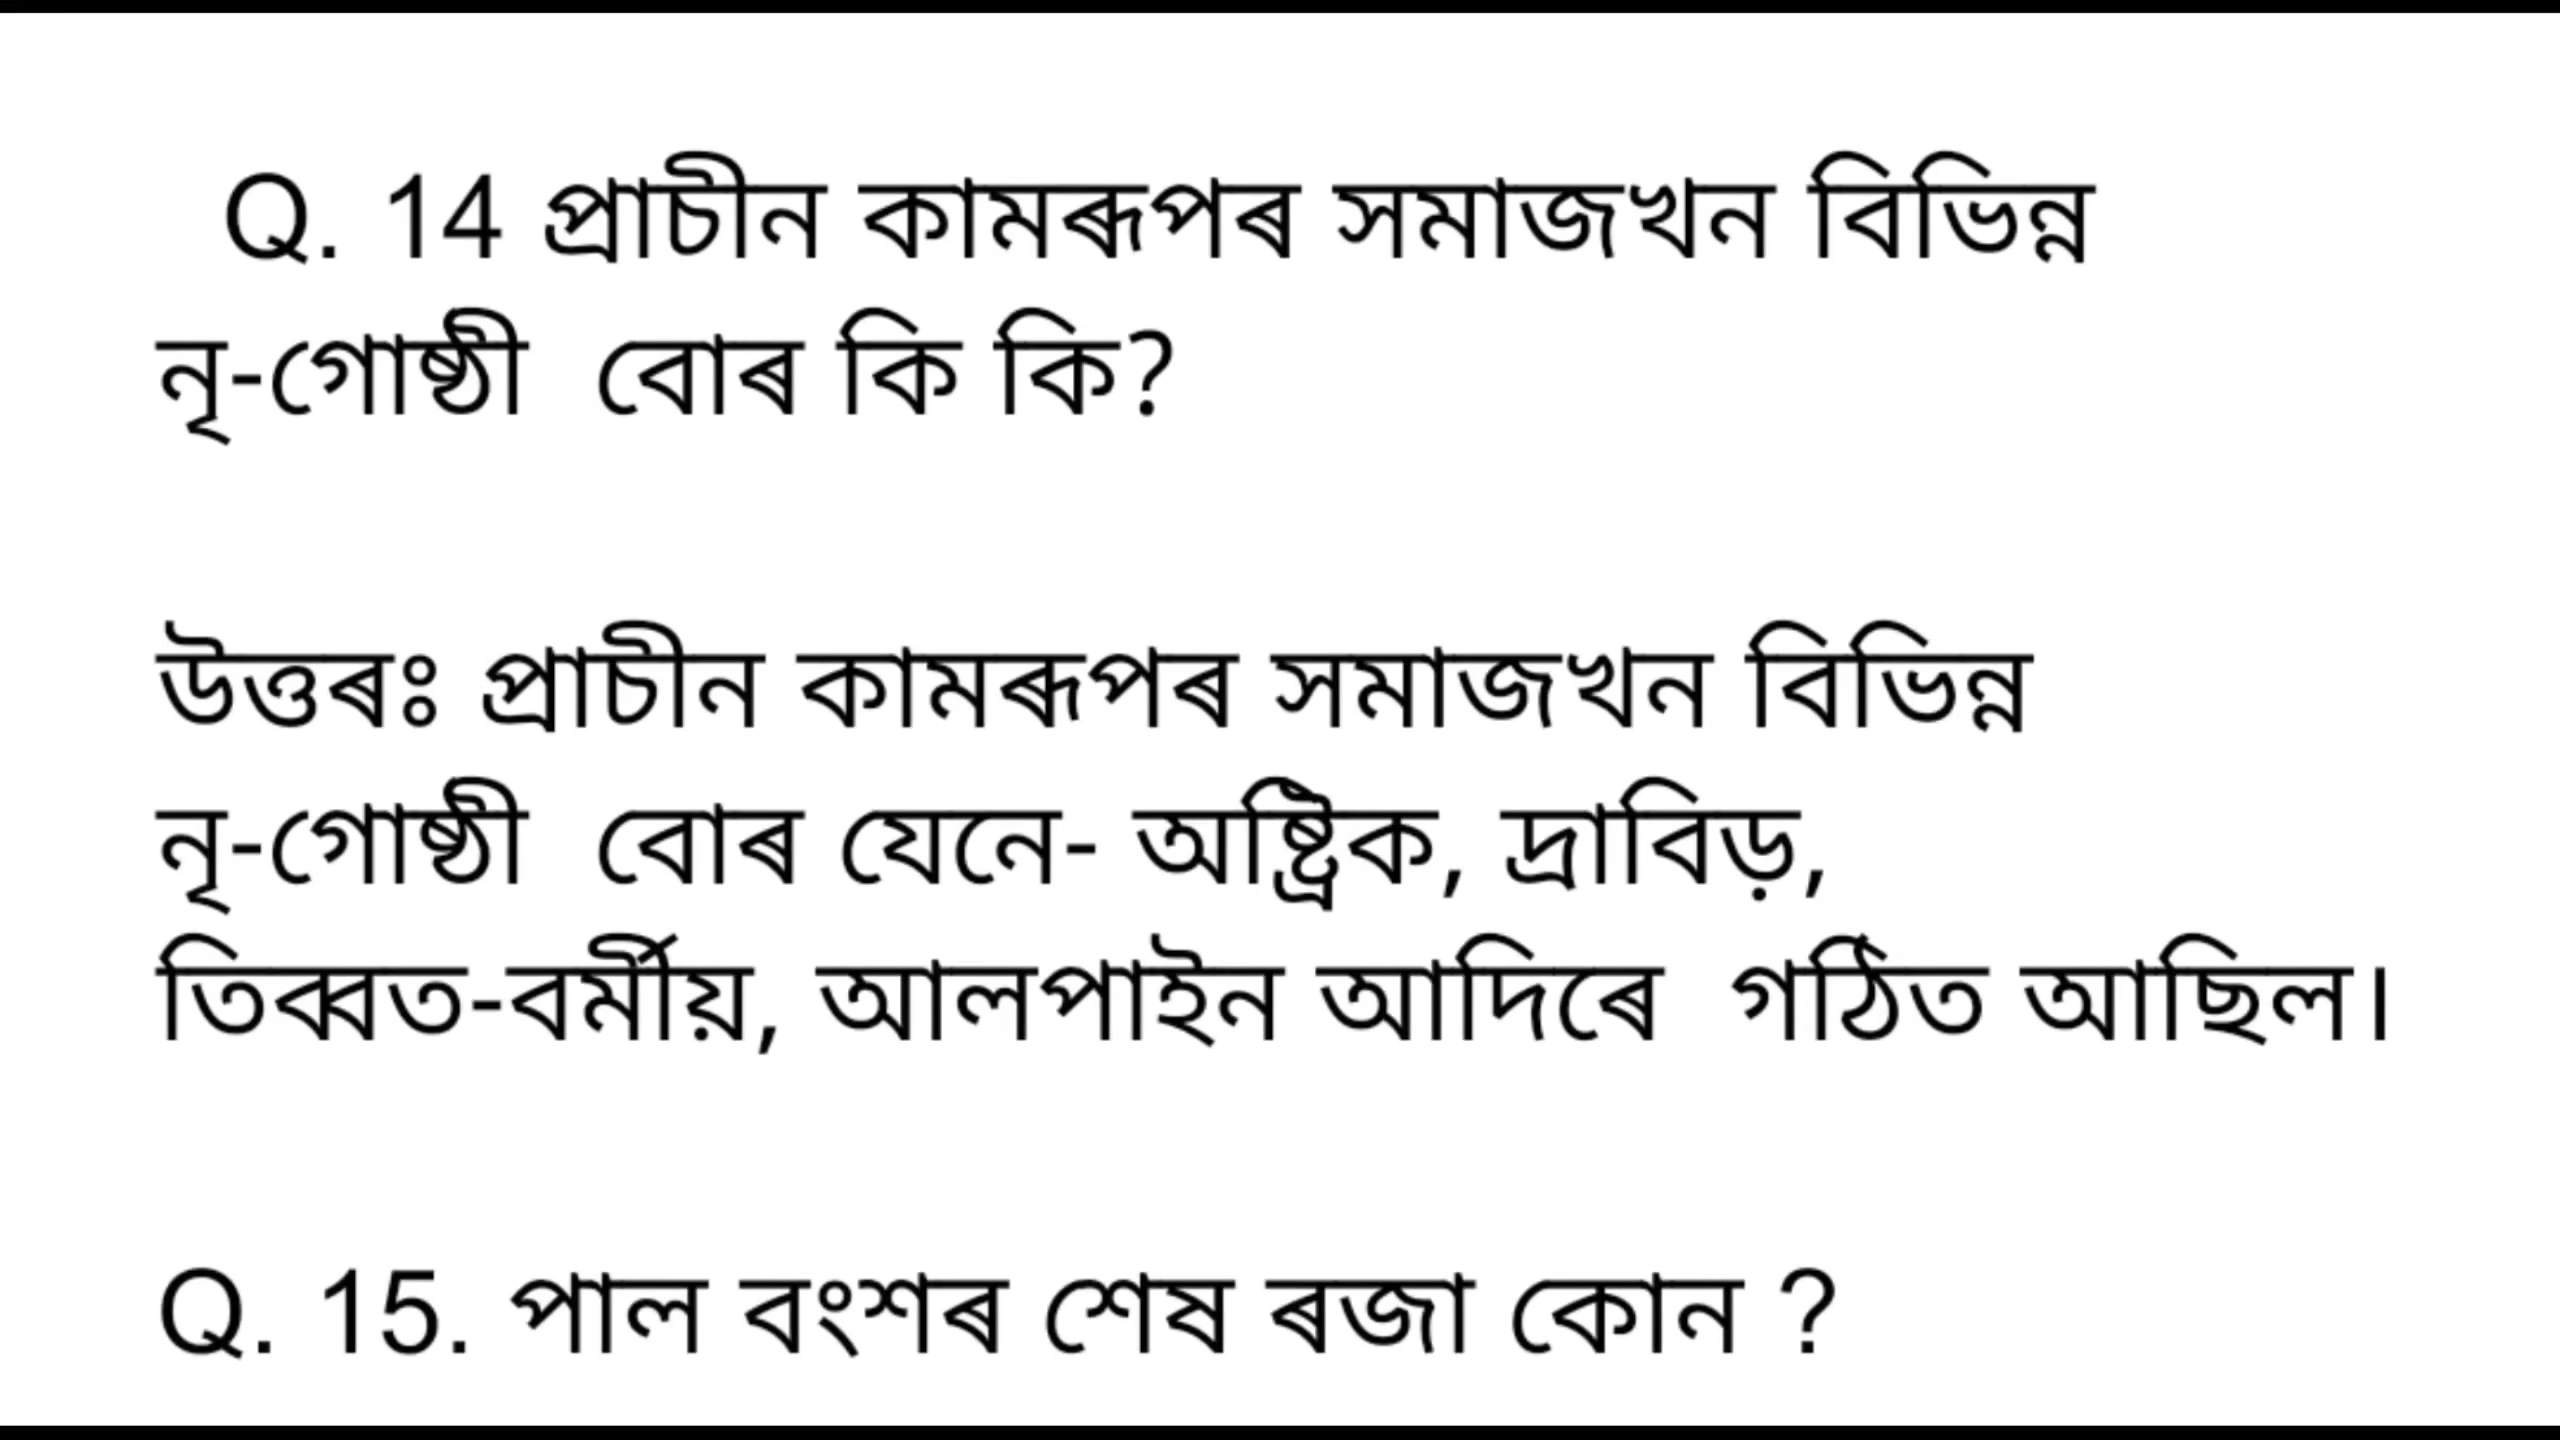 Q. 14 প্ৰাচীন কামৰূপৰ সমাজখন বিভিন্ন
নৃ-গোষ্ঠী বোৰ কি কি?
উত্তৰঃ প্ৰাচীন কামৰূপৰ সমাজখন বিভিন্ন
নৃ-গোষ্ঠী বোৰ যেনে- অষ্ট্ৰিক, দ্ৰাবিড়,
তিব্বত-বৰ্মীয়, আলপাইন আদিৰে গঠিত আছিল।
Q. 15. পাল বংশৰ শেষ ৰজা কোন ?